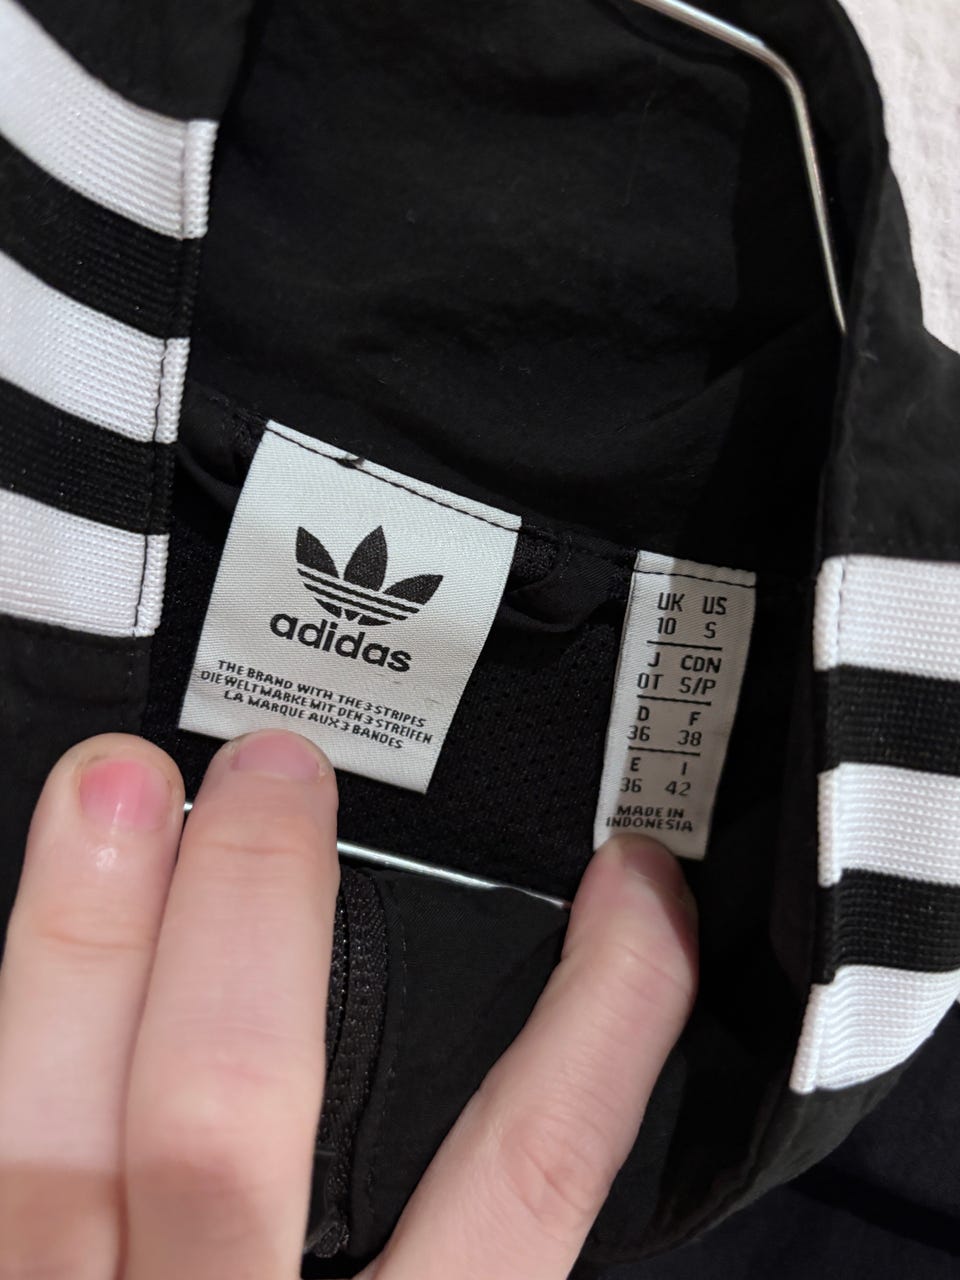 adidas
THE BRAND WITH THE 3 STRIPES
DIE WELTMARKE MIT DEN 3 STREIFEN
LA MARQUE AUX 3 BANDES
UK US
10 S
J CDN
OT S/P
D F
36 38
E I
36 42
MADE IN
INDONESIA